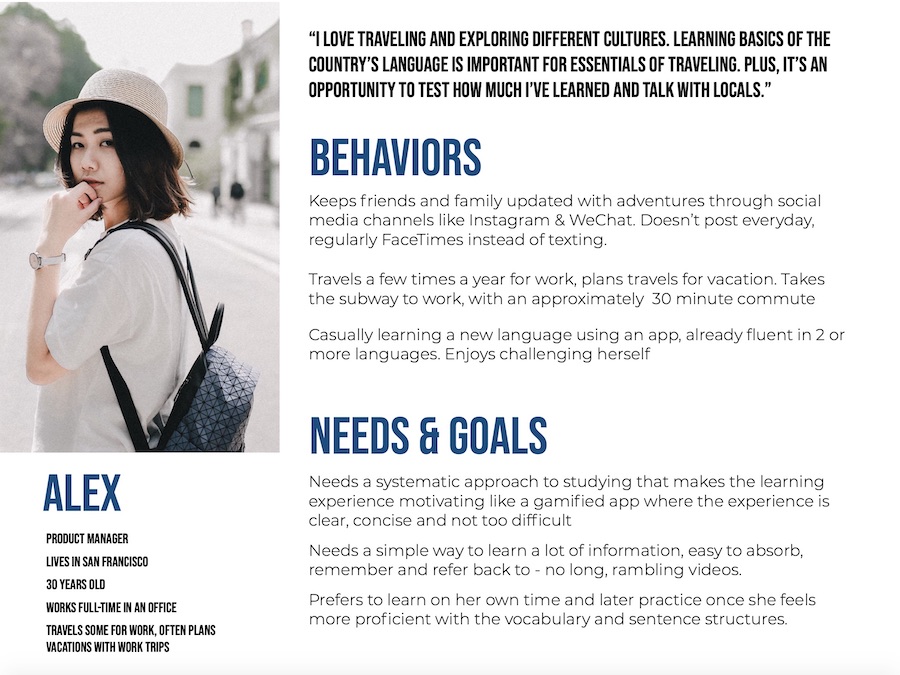 “I LOVE TRAVELING AND EXPLORING DIFFERENT CULTURES. LEARNING BASICS OF THE
COUNTRY’S LANGUAGE IS IMPORTANT FOR ESSENTIALS OF TRAVELING. PLUS, IT’S AN
OPPORTUNITY TO TEST HOW MUCH I’VE LEARNED AND TALK WITH LOCALS.”
BEHAVIORS
Keeps friends and family updated with adventures through social
media channels like Instagram & WeChat. Doesn’t post everyday,
regularly FaceTimes instead of texting.
Travels a few times a year for work, plans travels for vacation. Takes
the subway to work, with an approximately 30 minute commute
Casually learning a new language using an app, already fluent in 2 or
more languages. Enjoys challenging herself
NEEDS & GOALS
Needs a systematic approach to studying that makes the learning
experience motivating like a gamified app where the experience is
clear, concise and not too difficult
Needs a simple way to learn a lot of information, easy to absorb,
remember and refer back to - no long, rambling videos.
Prefers to learn on her own time and later practice once she feels
more proficient with the vocabulary and sentence structures.
ALEX
PRODUCT MANAGER
LIVES IN SAN FRANCISCO
30 YEARS OLD
WORKS FULL-TIME IN AN OFFICE
TRAVELS SOME FOR WORK, OFTEN PLANS
VACATIONS WITH WORK TRIPS